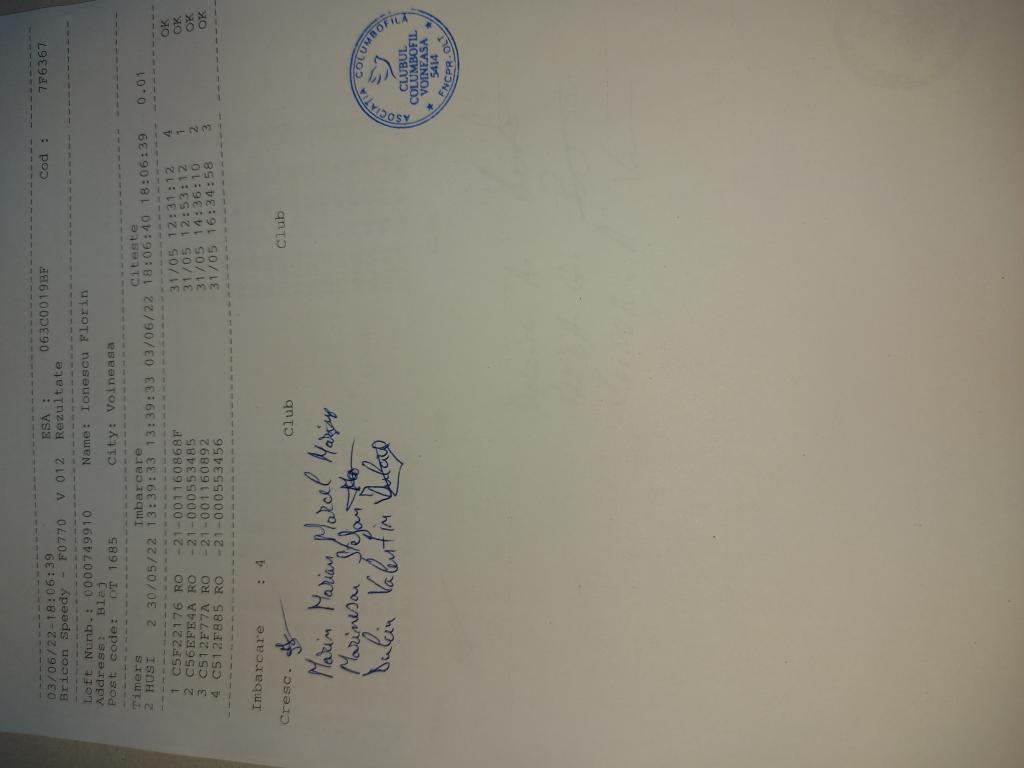 03/06/22-18:06:39 ESA : 063C0019BF Cod : 7F6367
Bricon Speedy - F0770 V 012 Rezultate
Loft Numb.: 0000749910 Name: Ionescu Florin
Address: Blaj
Post code: OT 1685 City: Voineasa
Timers Imbarcare Citeste
2 HUSI 2 30/05/22 13:39:33 13:39:33 03/06/22 18:06:40 18:06:39 0.01
1 C5F22176 RO -21-001160868F 31/05 12:31:12 4 OK
2 C56EFE4A RO -21-000553485 31/05 12:53:12 1 OK
3 C512F77A RO -21-001160892 31/05 14:36:10 2 OK
4 C512F885 RO -21-000553456 31/05 16:34:58 3 OK
Imbarcare : 4
Cresc. Club Club
Marin Marian Marcel Marin
Marinescu Stefan
Valentin
ASOCIATIA COLUMBOFILA
CLUBUL
COLUMBOFIL
VOINEASA
5414
FNCPR-OLT